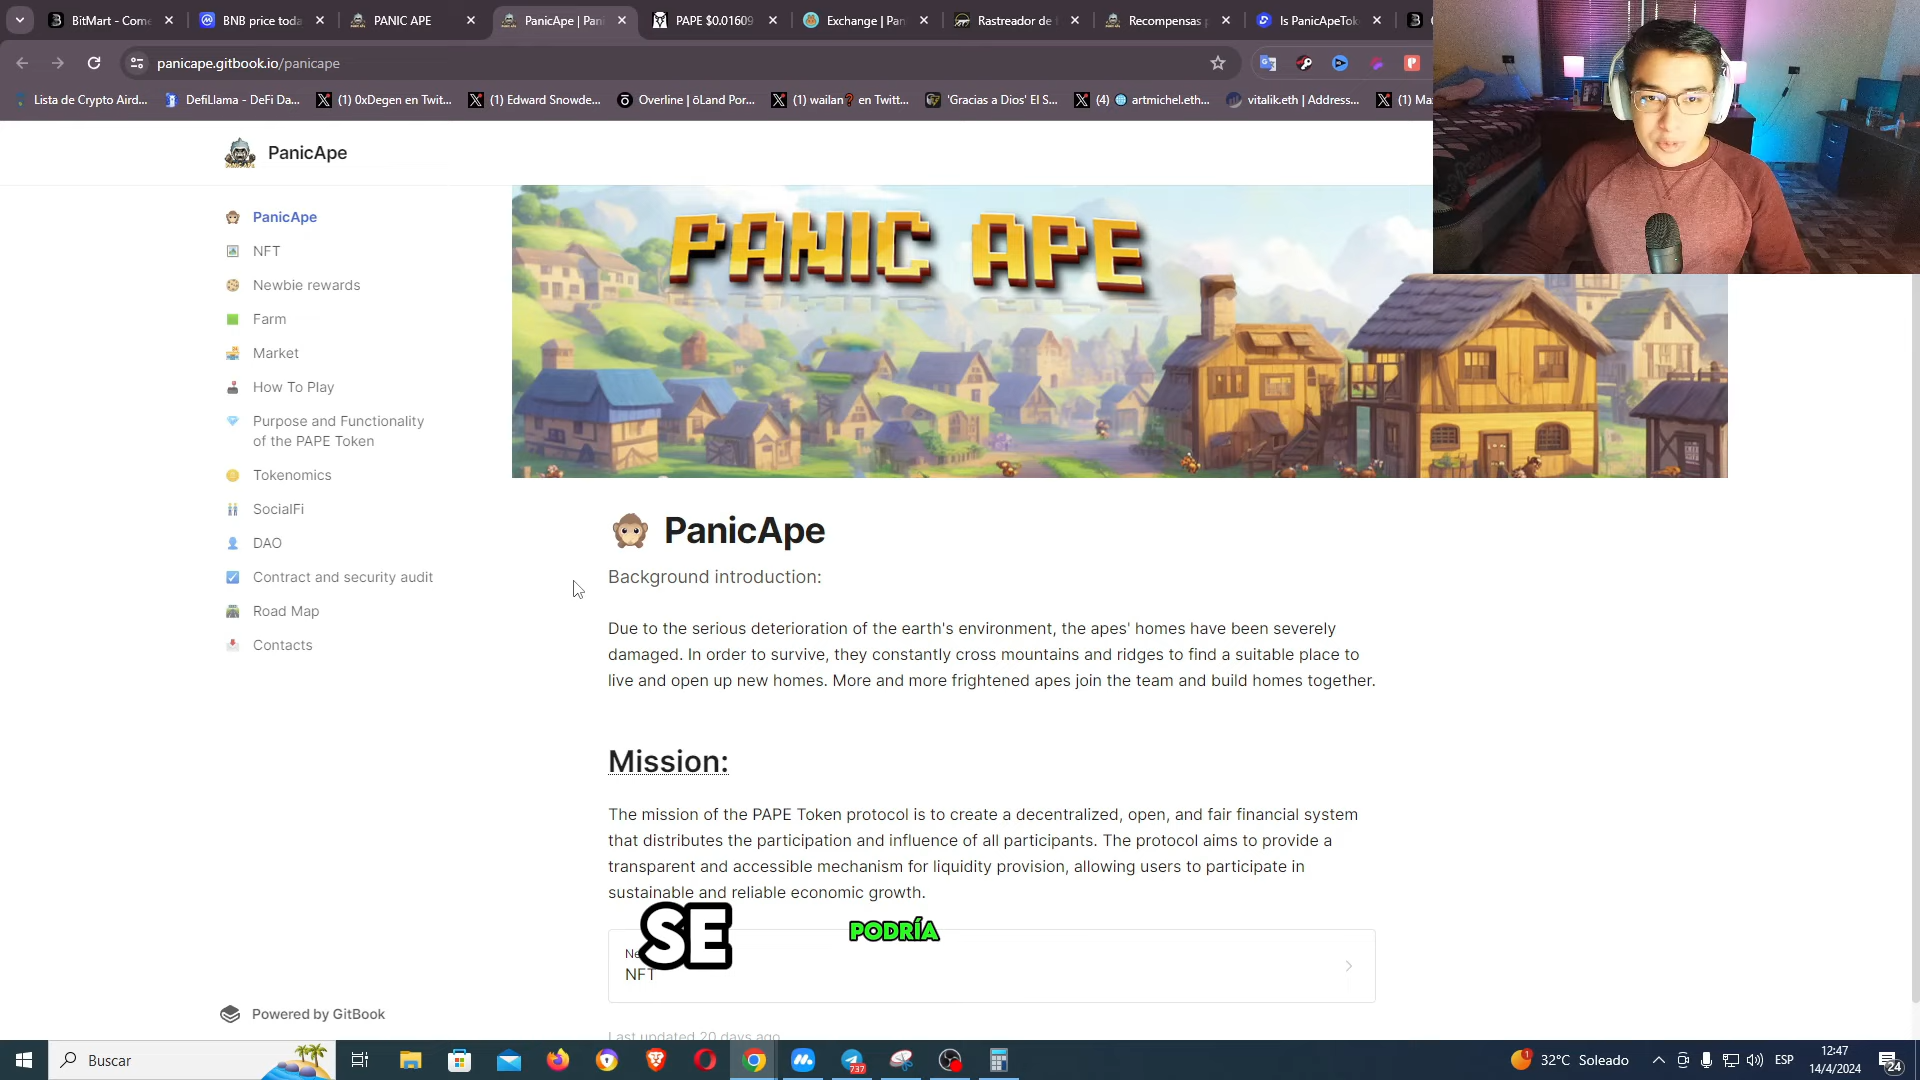 BitMart - Come
BNB price toda
PANIC APE
PanicApe | Pani
PAPE $0.01609
Exchange | Pan
Rastreador de
Recompensas p
Is PanicApeTok
panicape.gitbook.io/panicape
Lista de Crypto Aird...
DefiLlama - DeFi Da...
(1) 0xDegen en Twit...
(1) Edward Snowde...
Overline | ōLand Por...
(1) wailan❓ en Twitt...
'Gracias a Dios' El S...
(4) 🌐 artmichel.eth...
vitalik.eth | Address...
(1) Ma
PanicApe
PanicApe
NFT
Newbie rewards
Farm
Market
How To Play
Purpose and Functionality
of the PAPE Token
Tokenomics
SocialFi
DAO
Contract and security audit
Road Map
Contacts
Powered by GitBook
PANIC APE
PanicApe
Background introduction:
Due to the serious deterioration of the earth's environment, the apes' homes have been severely
damaged. In order to survive, they constantly cross mountains and ridges to find a suitable place to
live and open up new homes. More and more frightened apes join the team and build homes together.
Mission:
The mission of the PAPE Token protocol is to create a decentralized, open, and fair financial system
that distributes the participation and influence of all participants. The protocol aims to provide a
transparent and accessible mechanism for liquidity provision, allowing users to participate in
sustainable and reliable economic growth.
SE PODRÍA
NFT
Last updated 20 days ago
Buscar
737
1
32°C Soleado
ESP
12:47
14/4/2024
24